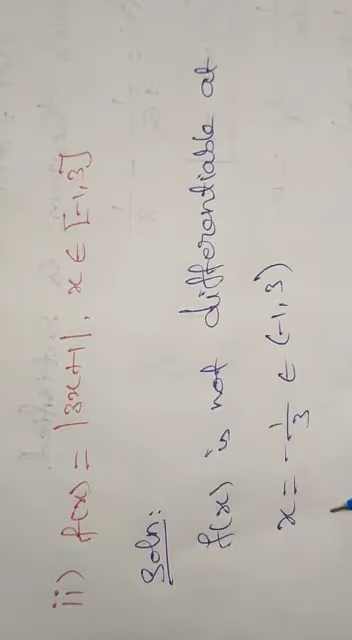 ii) f(x) = |3x+1|, x ∈ [-1,3]
Soln:
f(x) is not differentiable at
x = -1/3 ∈ (-1,3)